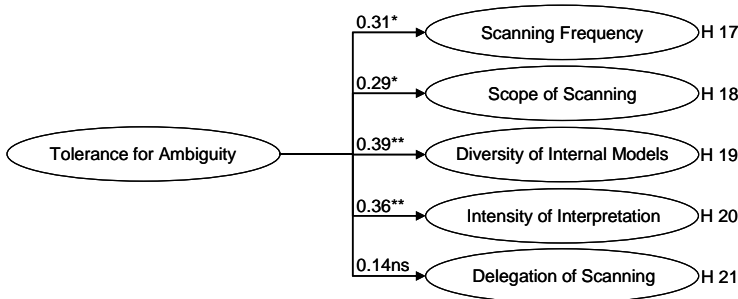 0.31*
Scanning Frequency
H 17
0.29*
Scope of Scanning
H 18
Tolerance for Ambiguity
0.39**
Diversity of Internal Models
H 19
0.36**
Intensity of Interpretation
H 20
0.14ns
Delegation of Scanning
H 21